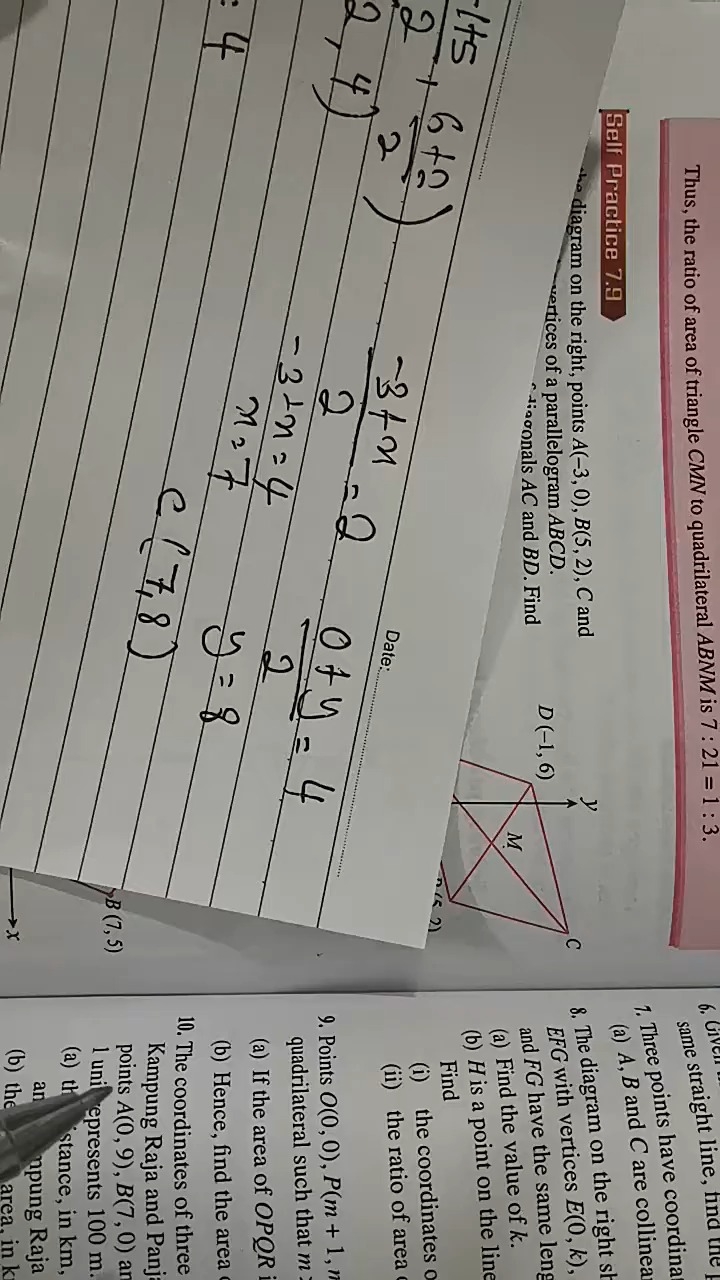 Thus, the ratio of area of triangle CMN to quadrilateral ABNM is 7 : 21 = 1 : 3.
Self Practice 7.9
the diagram on the right, points A(−3, 0), B(5, 2), C and
vertices of a parallelogram ABCD.
diagonals AC and BD. Find
y
D (−1, 6)
M
C
B (7, 5)
x
Date:
-1+5
2
,
6+2
2
)
2, 4)
: 4
-3+x
2
= 2
-3+x = 4
x = 7
0+y
2
= 4
y = 8
C (7,8)
6. Given
same straight line, find the
7. Three points have coordina
(a) A, B and C are collinea
8. The diagram on the right sh
EFG with vertices E(0, k),
and FG have the same leng
(a) Find the value of k.
(b) H is a point on the line
Find
(i) the coordinates o
(ii) the ratio of area
9. Points O(0, 0), P(m + 1,
quadrilateral such that m
(a) If the area of OPQR i
(b) Hence, find the area
10. The coordinates of three
Kampung Raja and Panj
points A(0, 9), B(7, 0) an
1 unit represents 100 m.
(a) th stance, in km,
an mpung Raja
(b) the area, in k